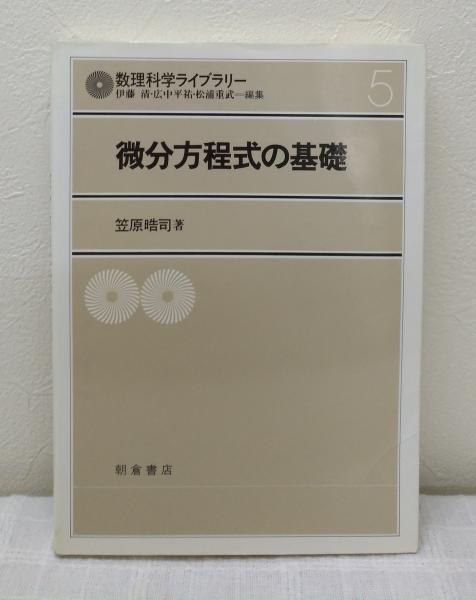 数理科学ライブラリー
伊藤 清・広中平祐・松浦重武=編集
5
微分方程式の基礎
笠原晧司著
朝倉書店